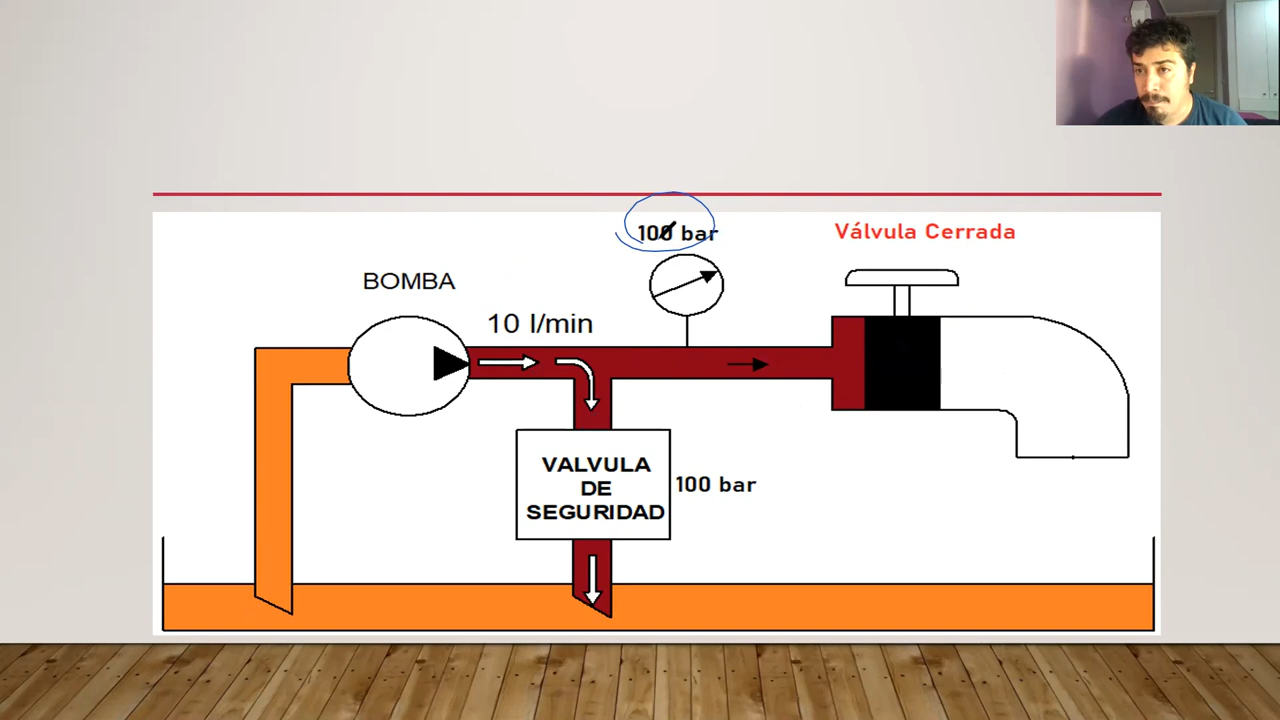 100 bar
Válvula Cerrada
BOMBA
10 l/min
VALVULA
DE
SEGURIDAD
100 bar